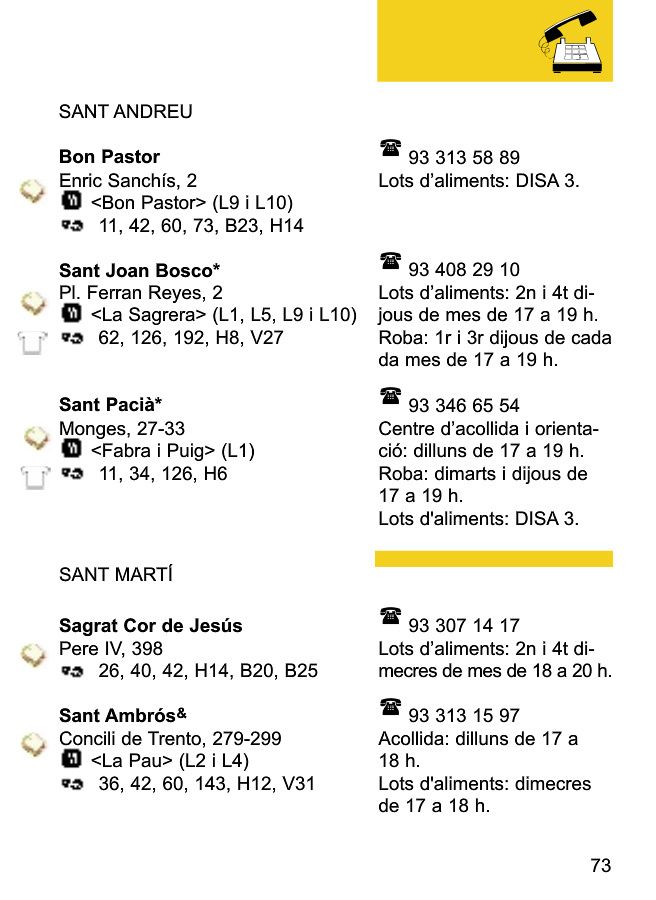 SANT ANDREU
Bon Pastor
Enric Sanchís, 2
<Bon Pastor> (L9 i L10)
11, 42, 60, 73, B23, H14
93 313 58 89
Lots d’aliments: DISA 3.
Sant Joan Bosco*
Pl. Ferran Reyes, 2
<La Sagrera> (L1, L5, L9 i L10)
62, 126, 192, H8, V27
93 408 29 10
Lots d’aliments: 2n i 4t di-
jous de mes de 17 a 19 h.
Roba: 1r i 3r dijous de cada
da mes de 17 a 19 h.
Sant Pacià*
Monges, 27-33
<Fabra i Puig> (L1)
11, 34, 126, H6
93 346 65 54
Centre d’acollida i orienta-
ció: dilluns de 17 a 19 h.
Roba: dimarts i dijous de
17 a 19 h.
Lots d'aliments: DISA 3.
SANT MARTÍ
Sagrat Cor de Jesús
Pere IV, 398
26, 40, 42, H14, B20, B25
93 307 14 17
Lots d’aliments: 2n i 4t di-
mecres de mes de 18 a 20 h.
Sant Ambrós&
Concili de Trento, 279-299
<La Pau> (L2 i L4)
36, 42, 60, 143, H12, V31
93 313 15 97
Acollida: dilluns de 17 a
18 h.
Lots d'aliments: dimecres
de 17 a 18 h.
73